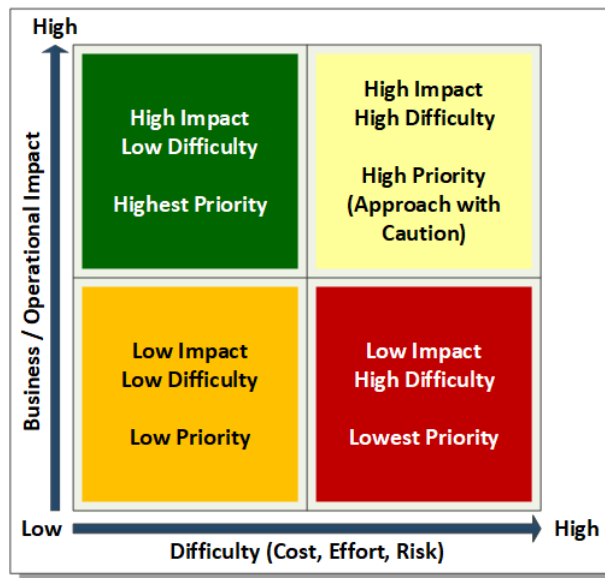 High
Business / Operational Impact
High Impact
Low Difficulty
Highest Priority
High Impact
High Difficulty
High Priority
(Approach with
Caution)
Low Impact
Low Difficulty
Low Priority
Low Impact
High Difficulty
Lowest Priority
Low
High
Difficulty (Cost, Effort, Risk)